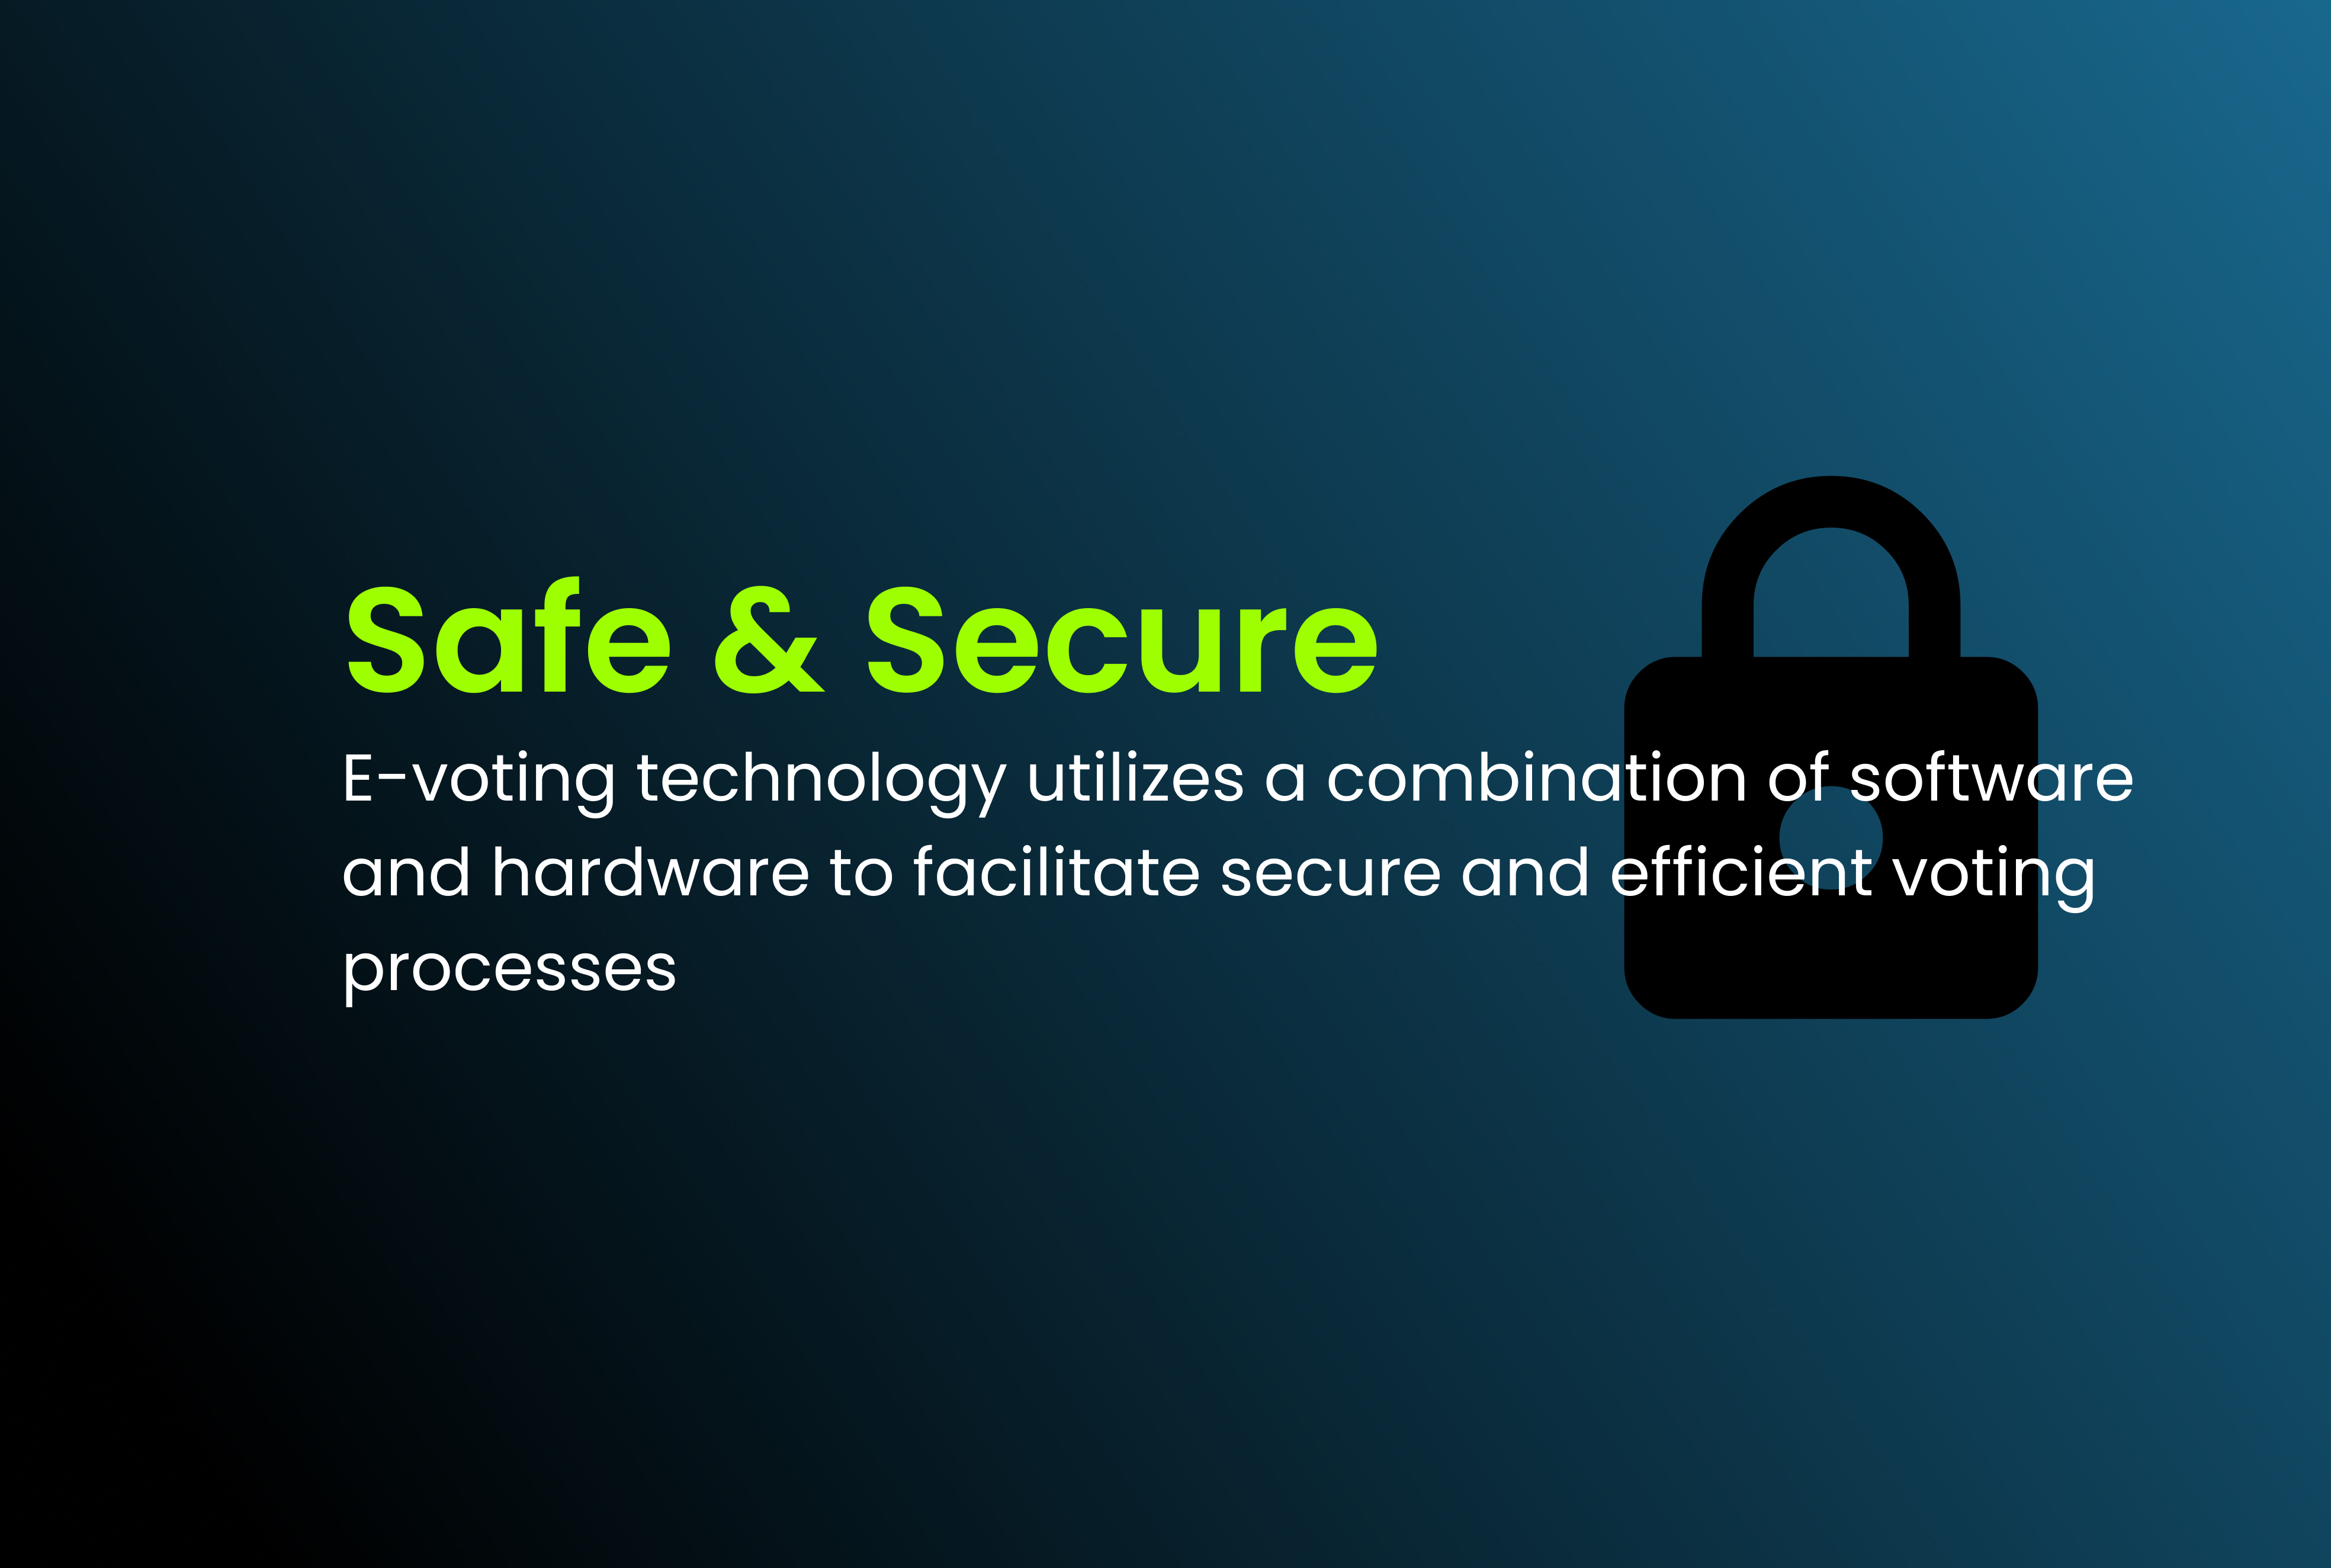 Safe & Secure
E-voting technology utilizes a combination of software
and hardware to facilitate secure and efficient voting
processes